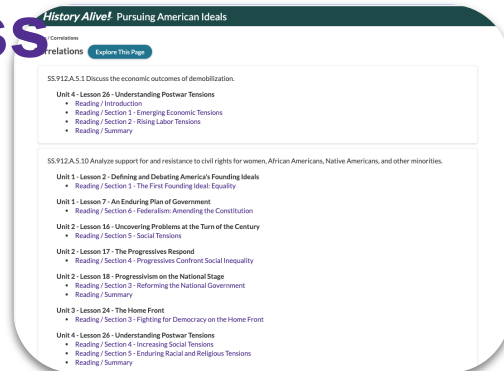 ss
History Alive! Pursuing American Ideals
/ Correlations
rrelations Explore This Page
SS.912.A.5.1 Discuss the economic outcomes of demobilization.
Unit 4 - Lesson 26 - Understanding Postwar Tensions
• Reading / Introduction
• Reading / Section 1 - Emerging Economic Tensions
• Reading / Section 2 - Rising Labor Tensions
• Reading / Summary
SS.912.A.5.10 Analyze support for and resistance to civil rights for women, African Americans, Native Americans, and other minorities.
Unit 1 - Lesson 2 - Defining and Debating America's Founding Ideals
• Reading / Section 1 - The First Founding Ideal: Equality
Unit 1 - Lesson 7 - An Enduring Plan of Government
• Reading / Section 6 - Federalism: Amending the Constitution
Unit 2 - Lesson 16 - Uncovering Problems at the Turn of the Century
• Reading / Section 5 - Social Tensions
Unit 2 - Lesson 17 - The Progressives Respond
• Reading / Section 4 - Progressives Confront Social Inequality
Unit 2 - Lesson 18 - Progressivism on the National Stage
• Reading / Section 3 - Reforming the National Government
• Reading / Summary
Unit 3 - Lesson 24 - The Home Front
• Reading / Section 3 - Fighting for Democracy on the Home Front
Unit 4 - Lesson 26 - Understanding Postwar Tensions
• Reading / Section 4 - Increasing Social Tensions
• Reading / Section 5 - Enduring Racial and Religious Tensions
• Reading / Summary